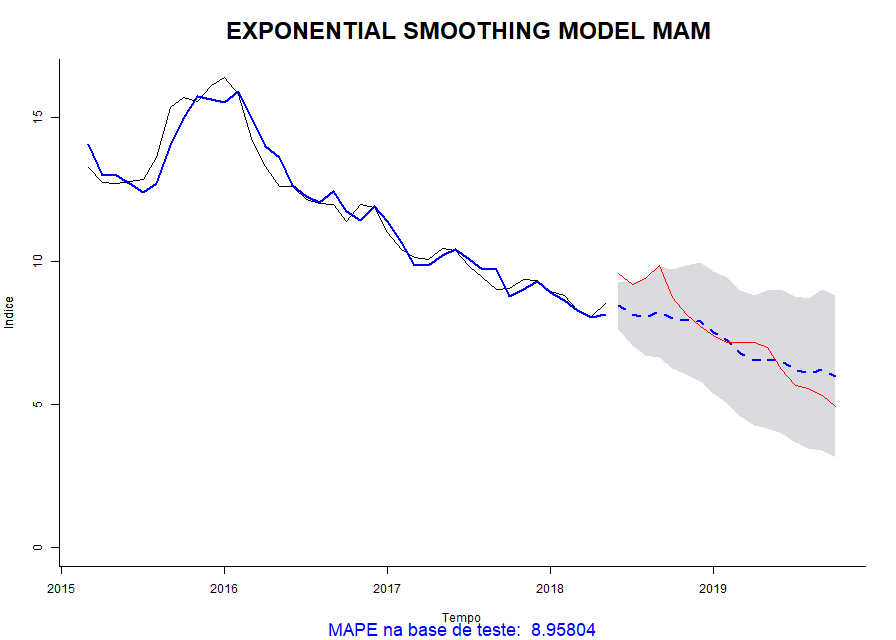 EXPONENTIAL SMOOTHING MODEL MAM
15
10
5
0
Indice
2015 2016 2017 2018 2019
Tempo
MAPE na base de teste: 8.95804